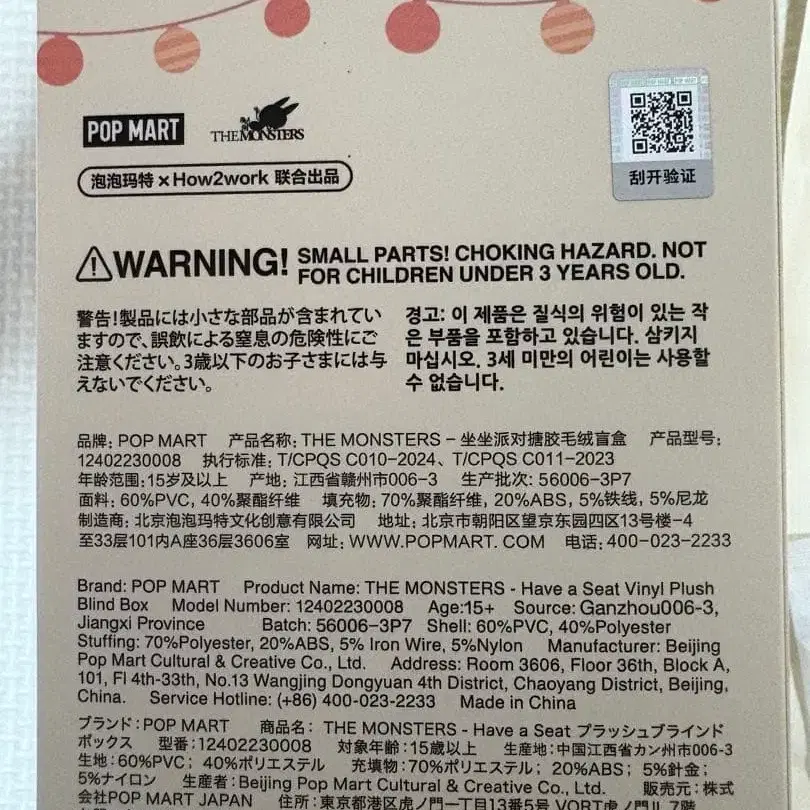 POP MART
THE MONSTERS
泡泡玛特 × How2work 联合出品
刮开验证
WARNING! SMALL PARTS! CHOKING HAZARD. NOT
FOR CHILDREN UNDER 3 YEARS OLD.
警告!製品には小さな部品が含まれてい
ますので、誤飲による窒息の危険性にご
注意ください。3歳以下のお子さまには与
えないでください。
경고: 이 제품은 질식의 위험이 있는 작
은 부품을 포함하고 있습니다. 삼키지
마십시오. 3세 미만의 어린이는 사용할
수 없습니다.
品牌: POP MART 产品名称: THE MONSTERS – 坐坐派对搪胶毛绒盲盒 产品型号:
12402230008 执行标准: T/CPQS C010-2024、T/CPQS C011-2023
年龄范围:15岁及以上 产地: 江西省赣州市006-3 生产批次: 56006-3P7
面料: 60%PVC, 40%聚酯纤维 填充物: 70%聚酯纤维, 20%ABS, 5%铁线, 5%尼龙
制造商: 北京泡泡玛特文化创意有限公司 地址: 北京市朝阳区望京东园四区13号楼-4
至33层101内A座36层3606室 网址: WWW.POPMART. COM 电话: 400-023-2233
Brand: POP MART Product Name: THE MONSTERS - Have a Seat Vinyl Plush
Blind Box Model Number: 12402230008 Age:15+ Source: Ganzhou006-3,
Jiangxi Province Batch: 56006-3P7 Shell: 60%PVC, 40%Polyester
Stuffing: 70%Polyester, 20%ABS, 5% Iron Wire, 5%Nylon Manufacturer: Beijing
Pop Mart Cultural & Creative Co., Ltd. Address: Room 3606, Floor 36th, Block A,
101, Fl 4th-33th, No.13 Wangjing Dongyuan 4th District, Chaoyang District, Beijing,
China. Service Hotline: (+86) 400-023-2233 Made in China
ブランド: POP MART 商品名: THE MONSTERS - Have a Seat プラッシュブラインド
ボックス 型番: 12402230008 対象年齢: 15歳以上 生産地: 中国江西省カン州市006-3
生地: 60%PVC; 40%ポリエステル 充填物: 70%ポリエステル; 20%ABS; 5%針金;
5%ナイロン 生産者: Beijing Pop Mart Cultural & Creative Co., Ltd. 販売元: 株式
会社POP MART JAPAN 住所: 東京都港区虎ノ門一丁目13番5号 VORT虎ノ門Ⅱ 7階